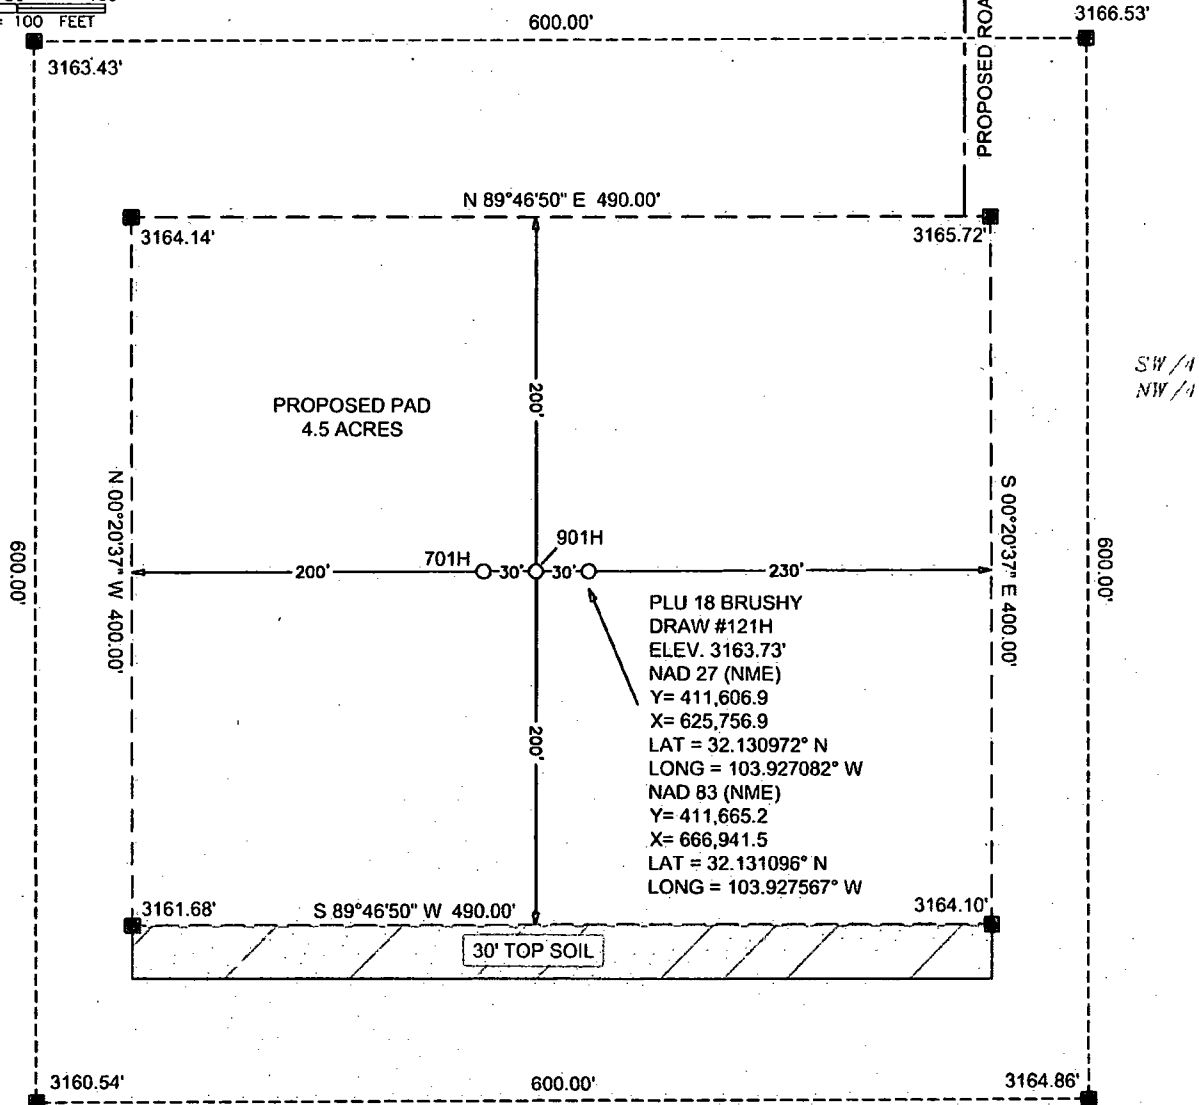 = 100 FEET
600.00'
3166.53'
3163.43'
PROPOSED ROA
N 89°46'50" E 490.00'
3164.14'
3165.72'
SW/4
NW/4
200'
PROPOSED PAD
4.5 ACRES
N 00°20'37" W 400.00'
S 00°20'37" E 400.00'
600.00'
600.00'
701H
901H
200'
30'
30'
230'
PLU 18 BRUSHY
DRAW #121H
ELEV. 3163.73'
NAD 27 (NME)
Y= 411,606.9
X= 625,756.9
LAT = 32.130972° N
LONG = 103.927082° W
NAD 83 (NME)
Y= 411,665.2
X= 666,941.5
LAT = 32.131096° N
LONG = 103.927567° W
200'
3161.68'
S 89°46'50" W 490.00'
3164.10'
30' TOP SOIL
3160.54'
600.00'
3164.86'